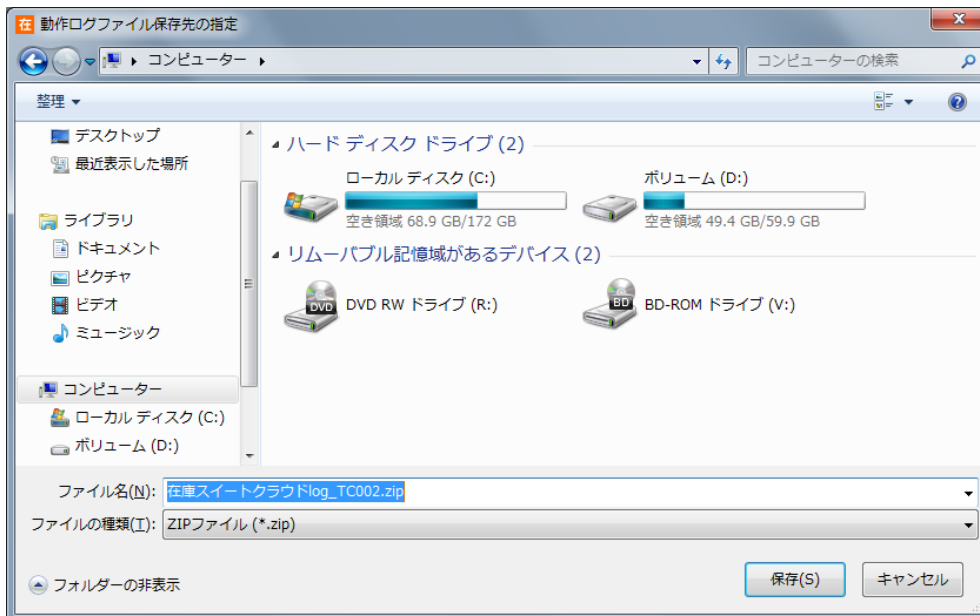 在 動作ログファイル保存先の指定
コンピューター
コンピューターの検索
整理
デスクトップ
最近表示した場所
ライブラリ
ドキュメント
ピクチャ
ビデオ
ミュージック
コンピューター
ローカル ディスク (C:)
ボリューム (D:)
ハード ディスク ドライブ (2)
ローカル ディスク (C:)
空き領域 68.9 GB/172 GB
ボリューム (D:)
空き領域 49.4 GB/59.9 GB
リムーバブル記憶域があるデバイス (2)
DVD
DVD RW ドライブ (R:)
BD
BD-ROM ドライブ (V:)
ファイル名(N): 在庫スイートクラウドlog_TC002.zip
ファイルの種類(T): ZIPファイル (*.zip)
フォルダーの非表示
保存(S)
キャンセル